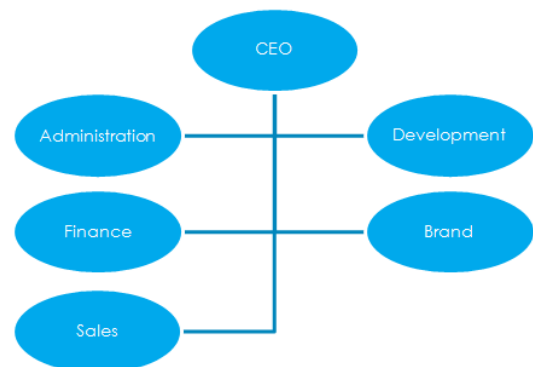 CEO
Administration
Development
Finance
Brand
Sales